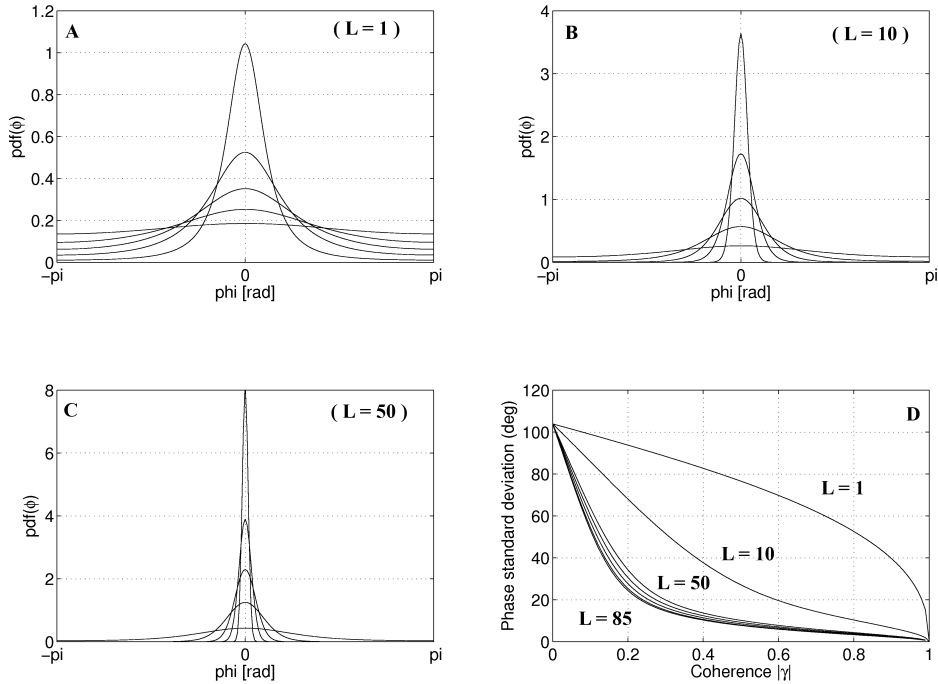 A
( L = 1 )
1.2
1
0.8
0.6
0.4
0.2
0
pdf(ϕ)
−pi
0
pi
phi [rad]
B
( L = 10 )
4
3
2
1
0
pdf(ϕ)
−pi
0
pi
phi [rad]
C
( L = 50 )
8
6
4
2
0
pdf(ϕ)
−pi
0
pi
phi [rad]
D
120
100
80
60
40
20
0
Phase standard deviation (deg)
L = 1
L = 10
L = 50
L = 85
0
0.2
0.4
0.6
0.8
1
Coherence |γ|